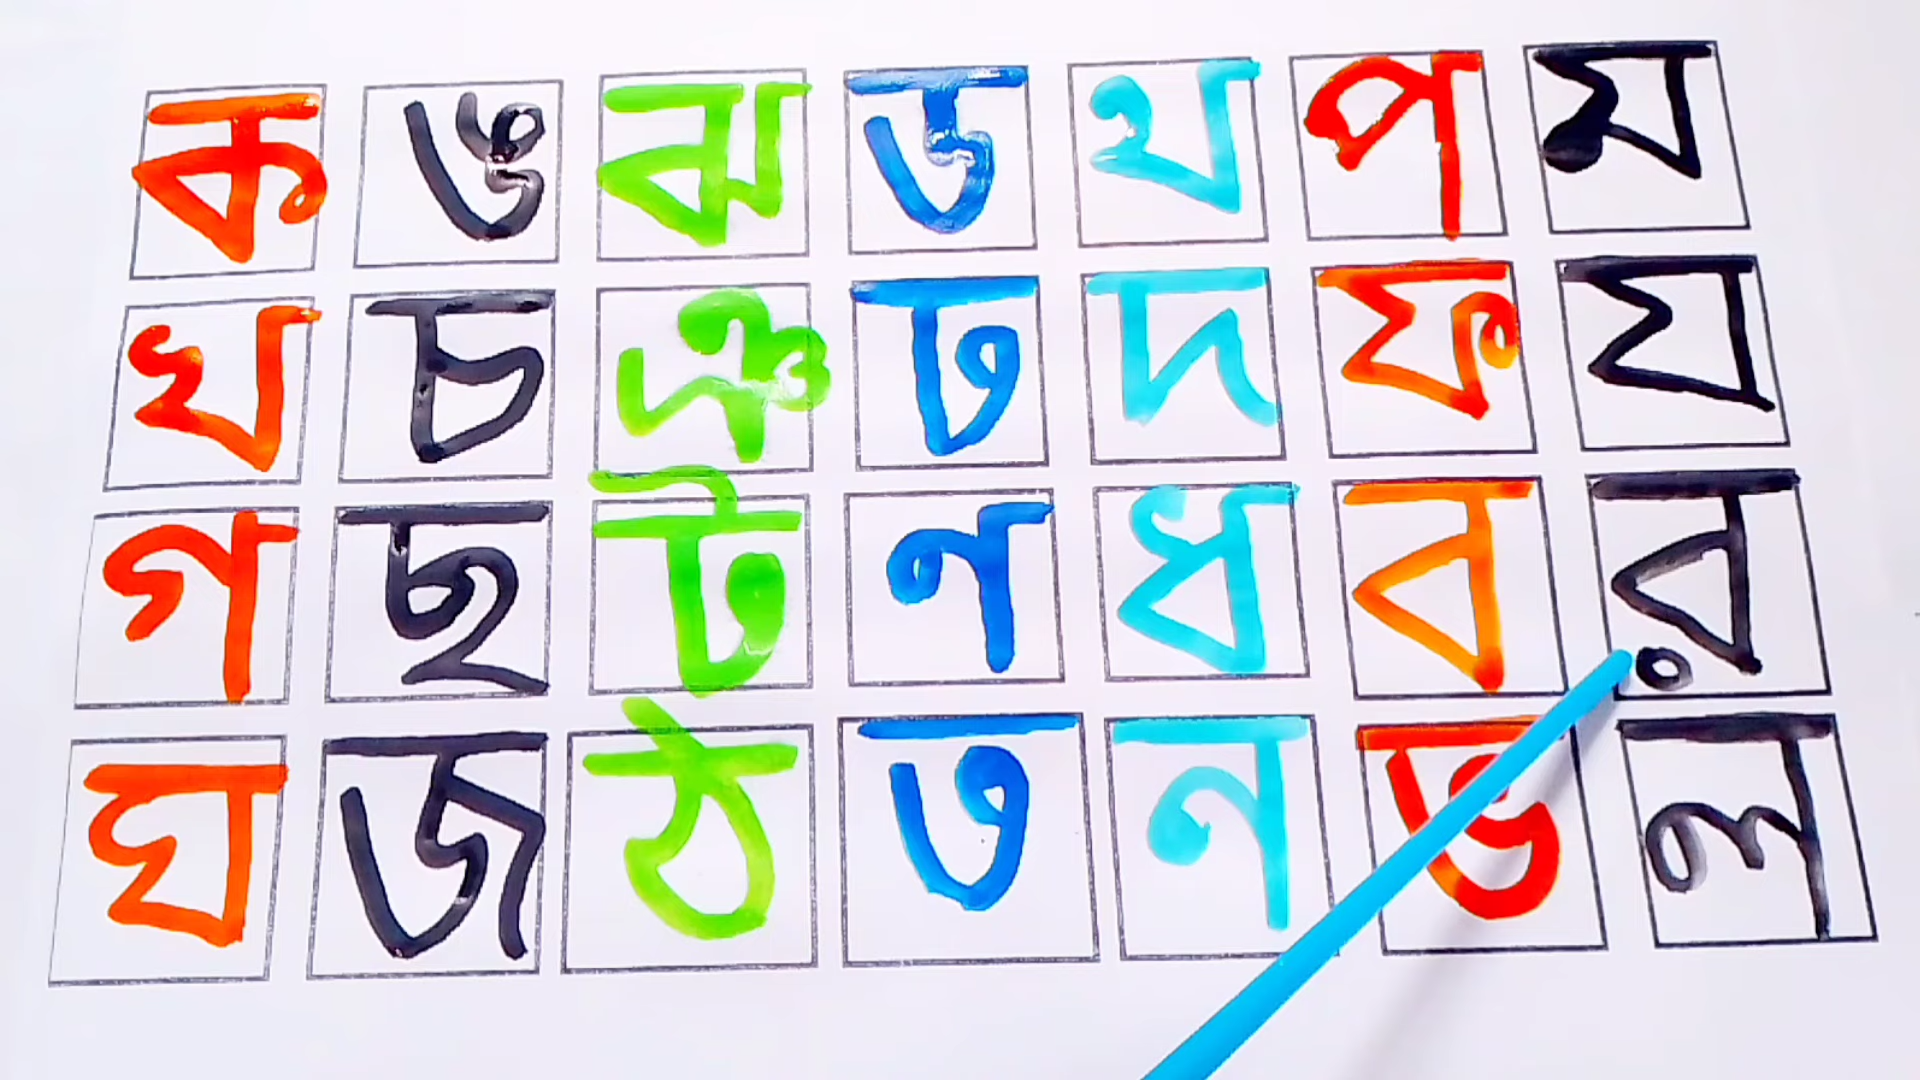 ক ঙ ঝ ড থ প ম
খ চ ঞ ঢ দ ফ য
গ ছ ট ণ ধ ব র
ঘ জ ঠ ত ন ভ ল